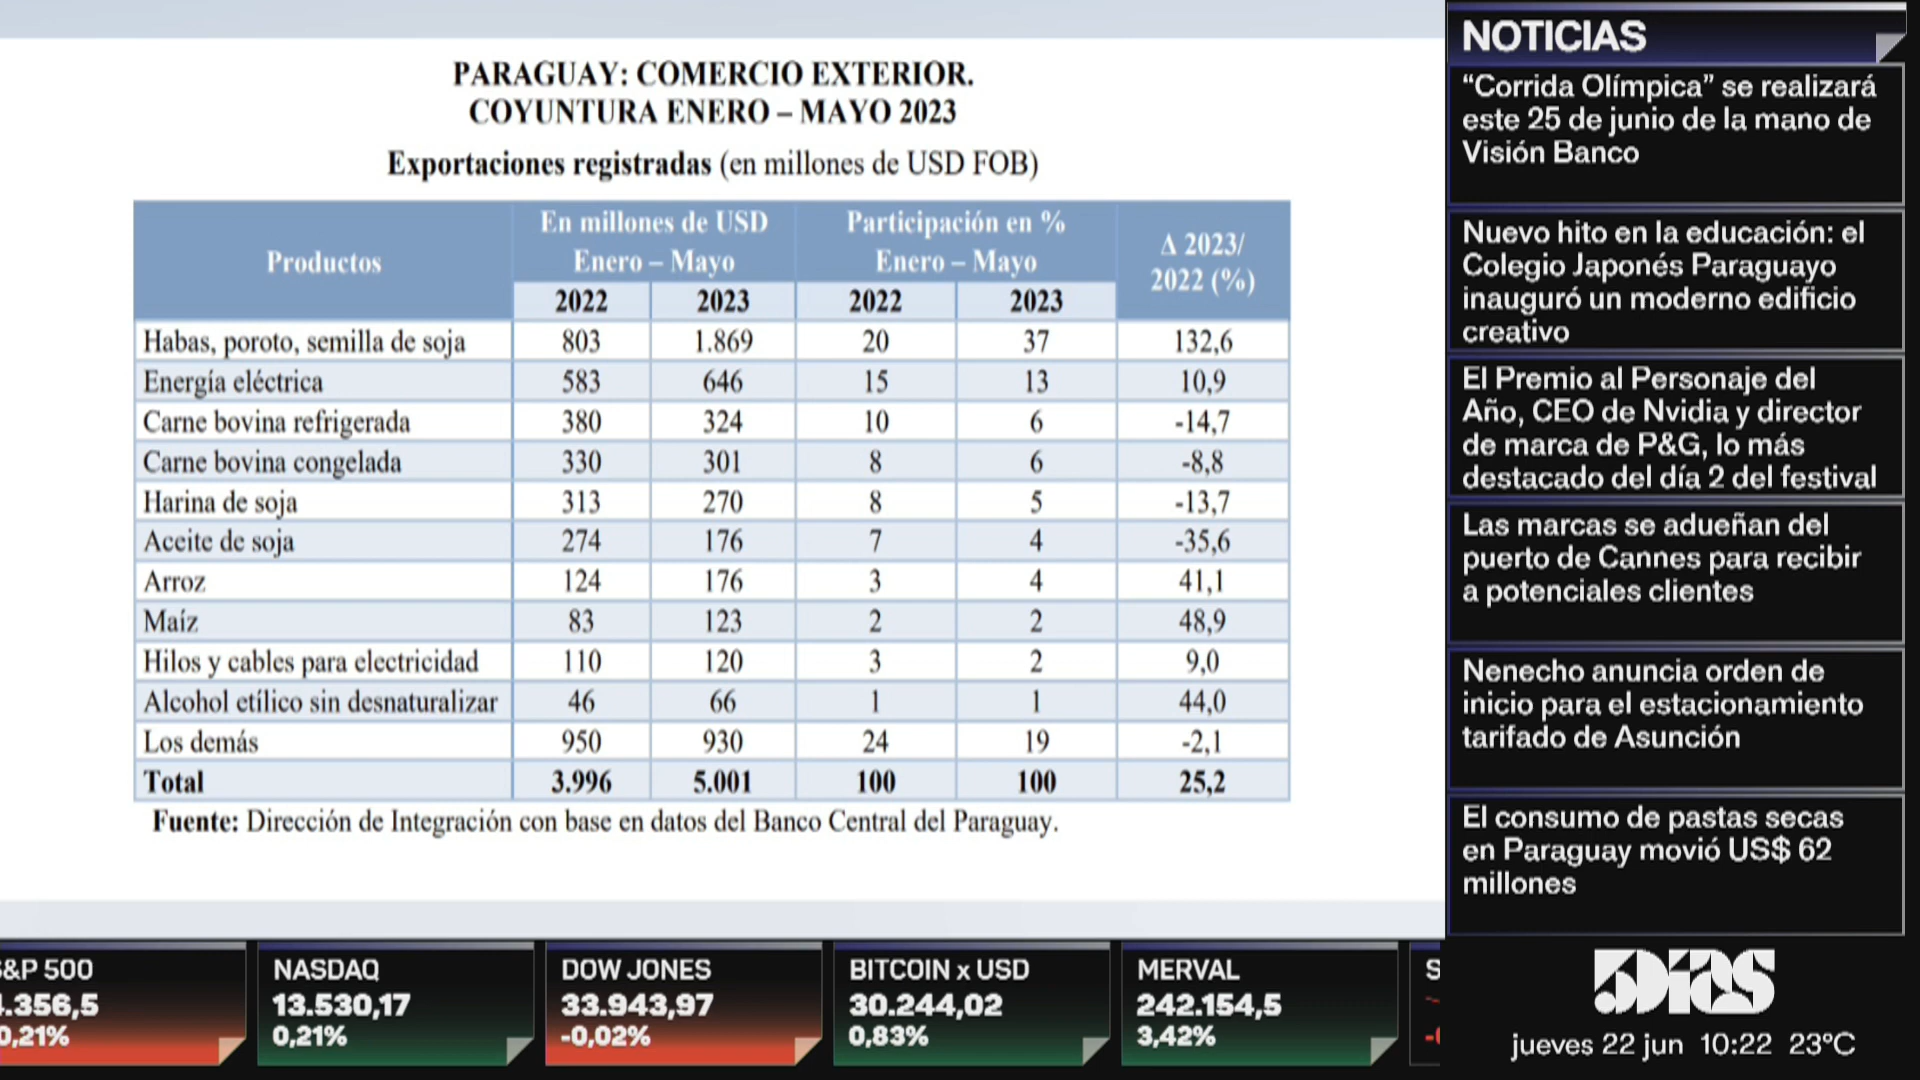 PARAGUAY: COMERCIO EXTERIOR.
COYUNTURA ENERO – MAYO 2023
Exportaciones registradas (en millones de USD FOB)
Productos
En millones de USD
Enero – Mayo
Participación en %
Enero – Mayo
Δ 2023/
2022 (%)
2022 2023 2022 2023
Habas, poroto, semilla de soja 803 1.869 20 37 132,6
Energía eléctrica 583 646 15 13 10,9
Carne bovina refrigerada 380 324 10 6 -14,7
Carne bovina congelada 330 301 8 6 -8,8
Harina de soja 313 270 8 5 -13,7
Aceite de soja 274 176 7 4 -35,6
Arroz 124 176 3 4 41,1
Maíz 83 123 2 2 48,9
Hilos y cables para electricidad 110 120 3 2 9,0
Alcohol etílico sin desnaturalizar 46 66 1 1 44,0
Los demás 950 930 24 19 -2,1
Total 3.996 5.001 100 100 25,2
Fuente: Dirección de Integración con base en datos del Banco Central del Paraguay.
NOTICIAS
“Corrida Olímpica” se realizará
este 25 de junio de la mano de
Visión Banco
Nuevo hito en la educación: el
Colegio Japonés Paraguayo
inauguró un moderno edificio
creativo
El Premio al Personaje del
Año, CEO de Nvidia y director
de marca de P&G, lo más
destacado del día 2 del festival
Las marcas se adueñan del
puerto de Cannes para recibir
a potenciales clientes
Nenecho anuncia orden de
inicio para el estacionamiento
tarifado de Asunción
El consumo de pastas secas
en Paraguay movió US$ 62
millones
&P 500
.356,5
0,21%
NASDAQ
13.530,17
0,21%
DOW JONES
33.943,97
-0,02%
BITCOIN x USD
30.244,02
0,83%
MERVAL
242.154,5
3,42%
S
5DIAS
jueves 22 jun 10:22 23°C